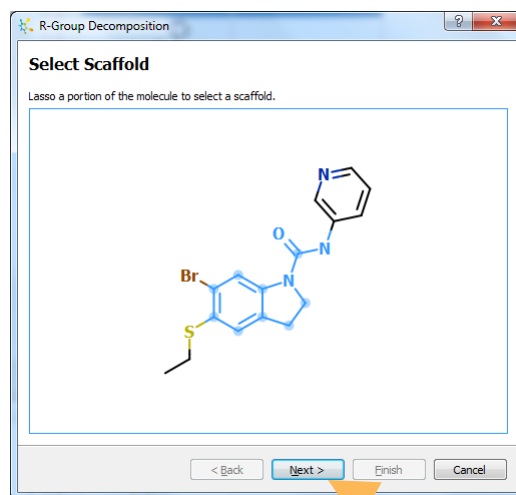 R-Group Decomposition
?
Select Scaffold
Lasso a portion of the molecule to select a scaffold.
N
O
N
Br
N
S
< Back Next > Finish Cancel